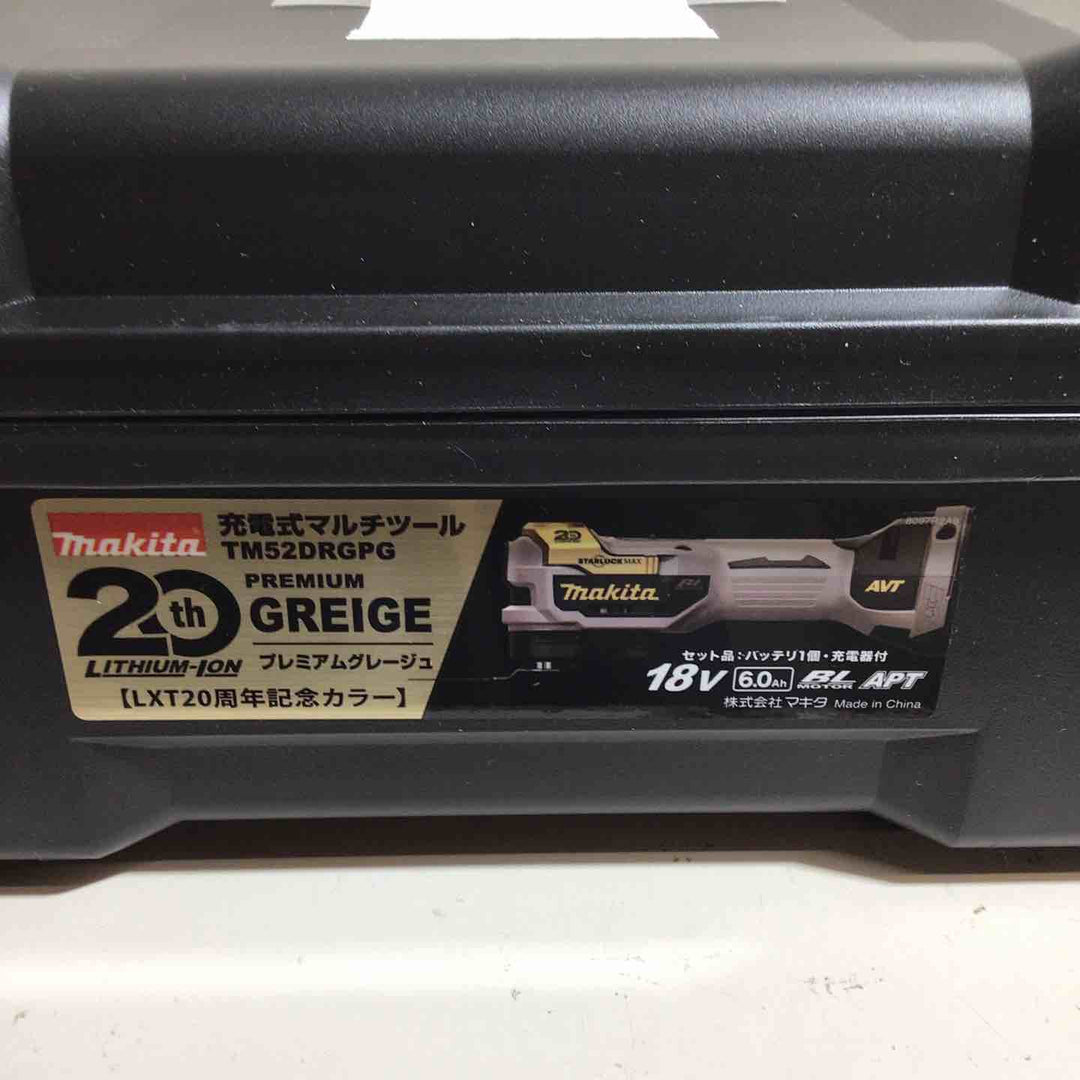 makita 充電式マルチツール
TM52DRGPG
20th
LITHIUM-ION
PREMIUM
GREIGE
プレミアムグレージュ
【LXT20周年記念カラー】
20
STARLOCK MAX
makita
AVT
セット品：バッテリ1個・充電器付
18V 6.0Ah BL MOTOR APT
株式会社マキタ Made in China